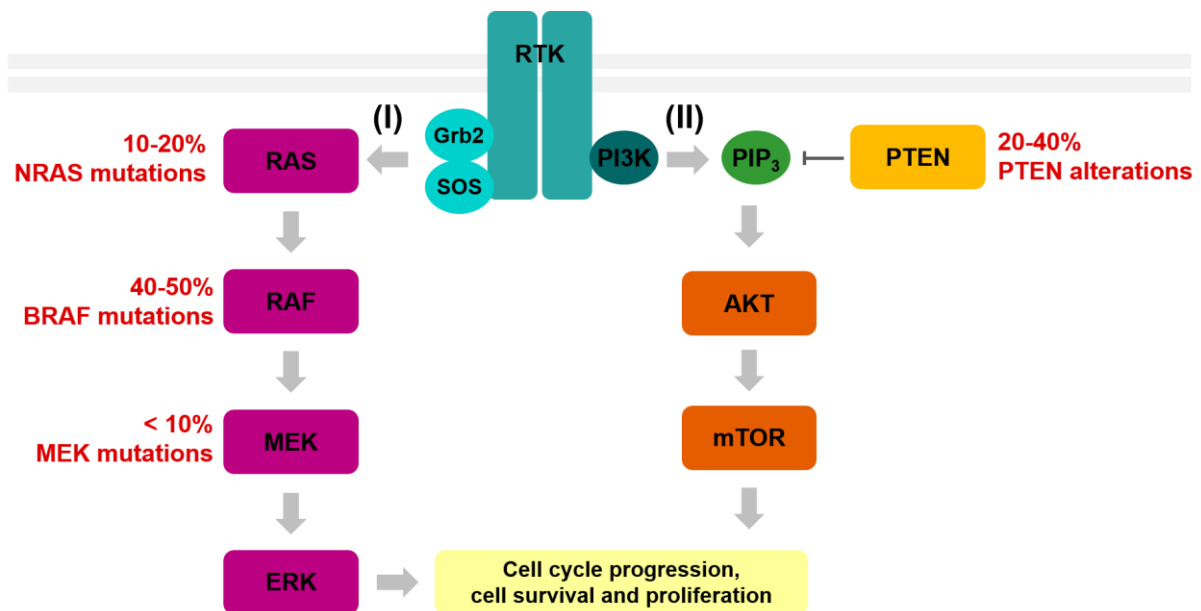 RTK
(I)
(II)
10-20%
NRAS mutations
RAS
Grb2
SOS
PI3K
PIP₃
PTEN
20-40%
PTEN alterations
40-50%
BRAF mutations
RAF
AKT
< 10%
MEK mutations
MEK
mTOR
ERK
Cell cycle progression,
cell survival and proliferation